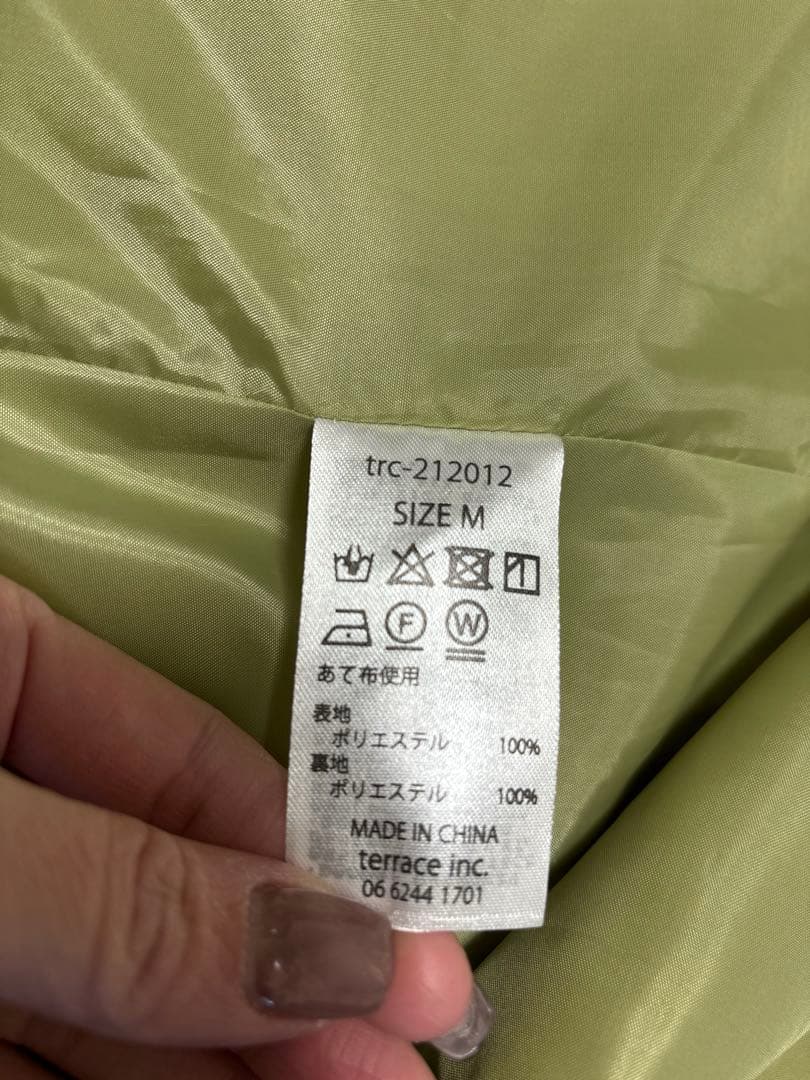 trc-212012
SIZE M
F W
あて布使用
表地
ポリエステル 100%
裏地
ポリエステル 100%
MADE IN CHINA
terrace inc.
06 6244 1701